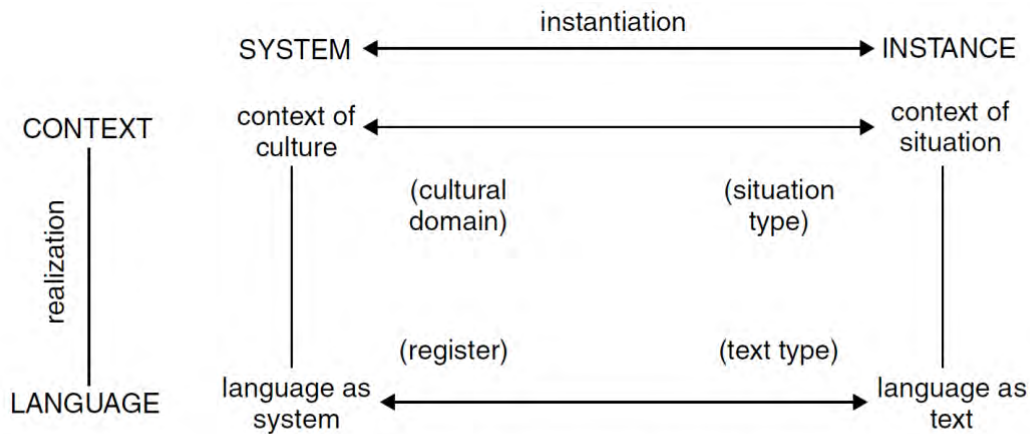 instantiation
SYSTEM
INSTANCE
CONTEXT
context of
culture
context of
situation
(cultural
domain)
(situation
type)
realization
(register)
(text type)
LANGUAGE
language as
system
language as
text